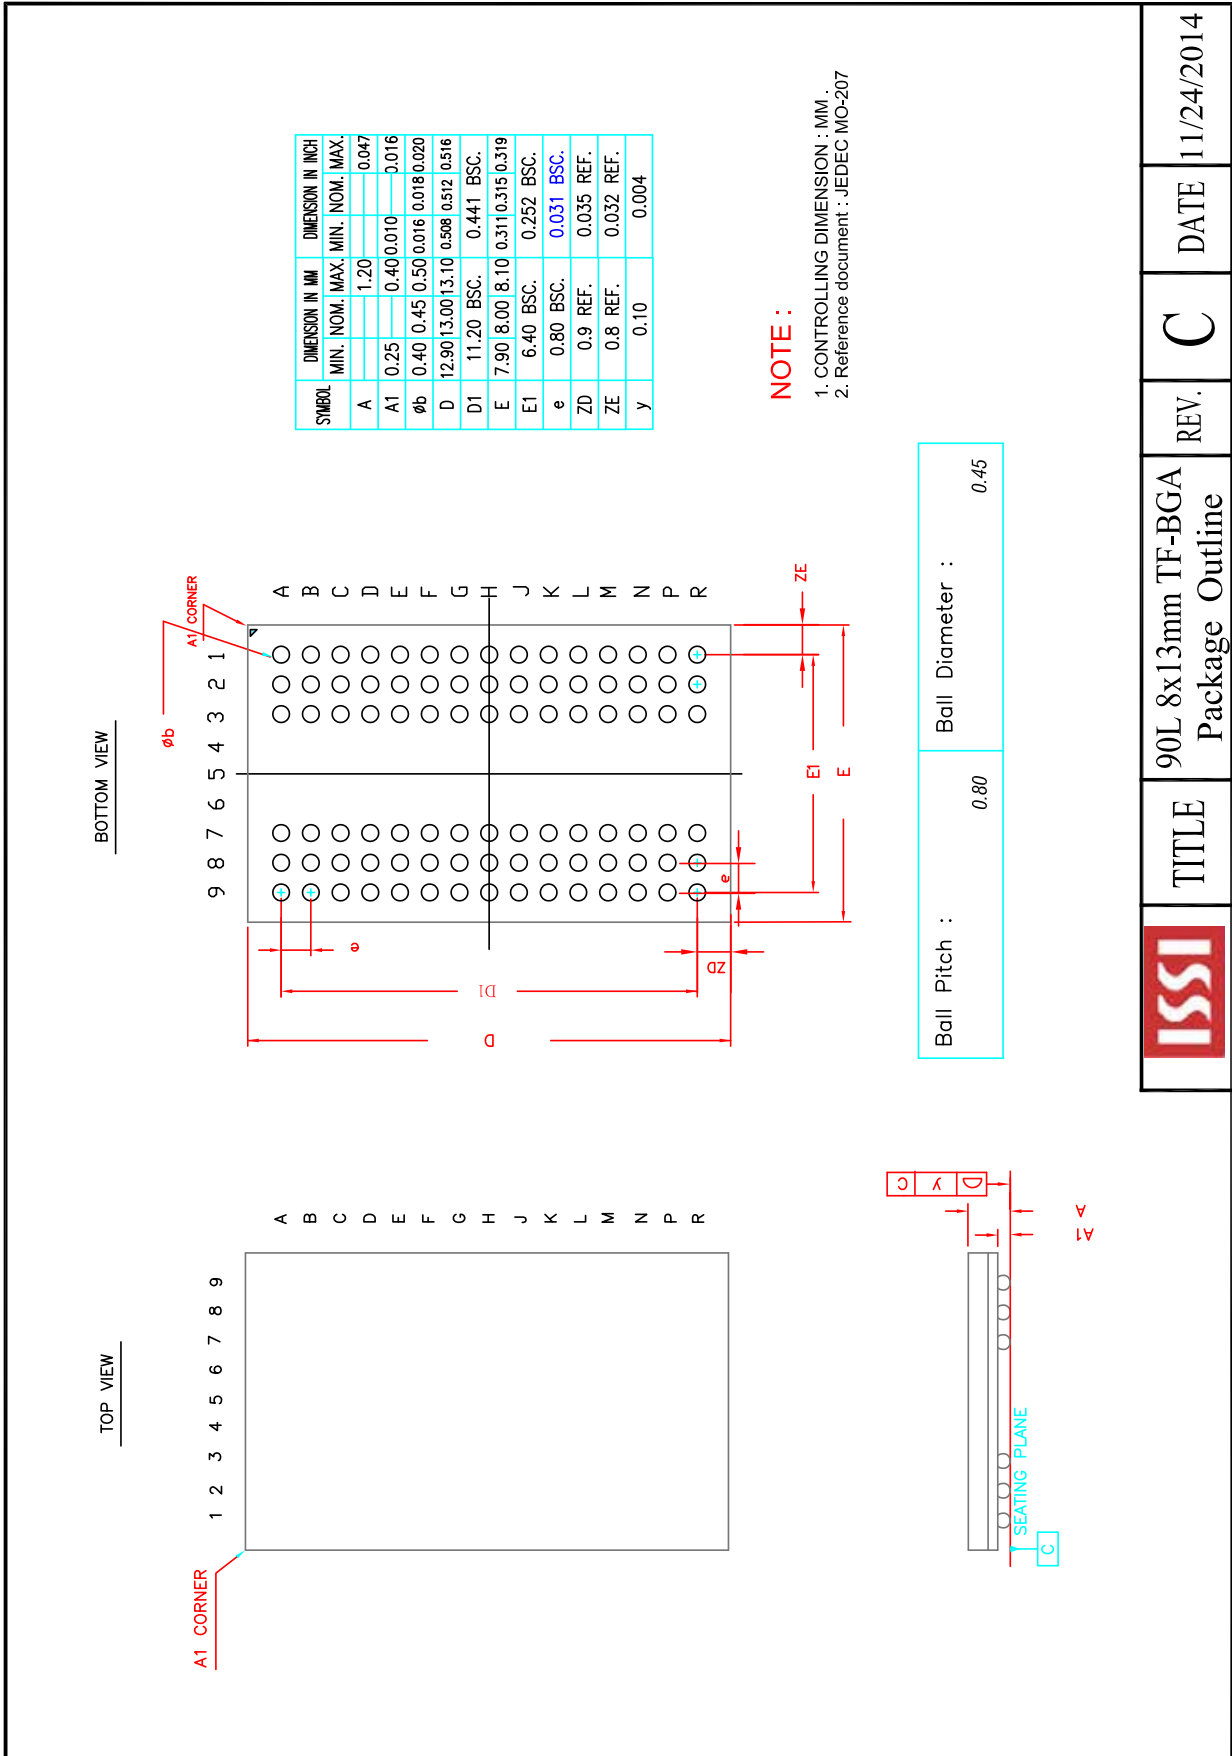 TOP VIEW
A1 CORNER
1 2 3 4 5 6 7 8 9
A
B
C
D
E
F
G
H
J
K
L
M
N
P
R
BOTTOM VIEW
øb
A1 CORNER
9 8 7 6 5 4 3 2 1
A
B
C
D
E
F
G
H
J
K
L
M
N
P
R
e
D1
D
ZD
e
E1
E
ZE
SYMBOL DIMENSION IN MM DIMENSION IN INCH
MIN. NOM. MAX. MIN. NOM. MAX.
A 1.20 0.047
A1 0.25 0.40 0.010 0.016
øb 0.40 0.45 0.50 0.016 0.018 0.020
D 12.90 13.00 13.10 0.508 0.512 0.516
D1 11.20 BSC. 0.441 BSC.
E 7.90 8.00 8.10 0.311 0.315 0.319
E1 6.40 BSC. 0.252 BSC.
e 0.80 BSC. 0.031 BSC.
ZD 0.9 REF. 0.035 REF.
ZE 0.8 REF. 0.032 REF.
y 0.10 0.004
NOTE :
1. CONTROLLING DIMENSION : MM .
2. Reference document : JEDEC MO-207
y C
A
A1
SEATING PLANE
C
Ball Pitch : 0.80
Ball Diameter : 0.45
ISSI
TITLE
90L 8x13mm TF-BGA
Package Outline
REV.
C
DATE
11/24/2014